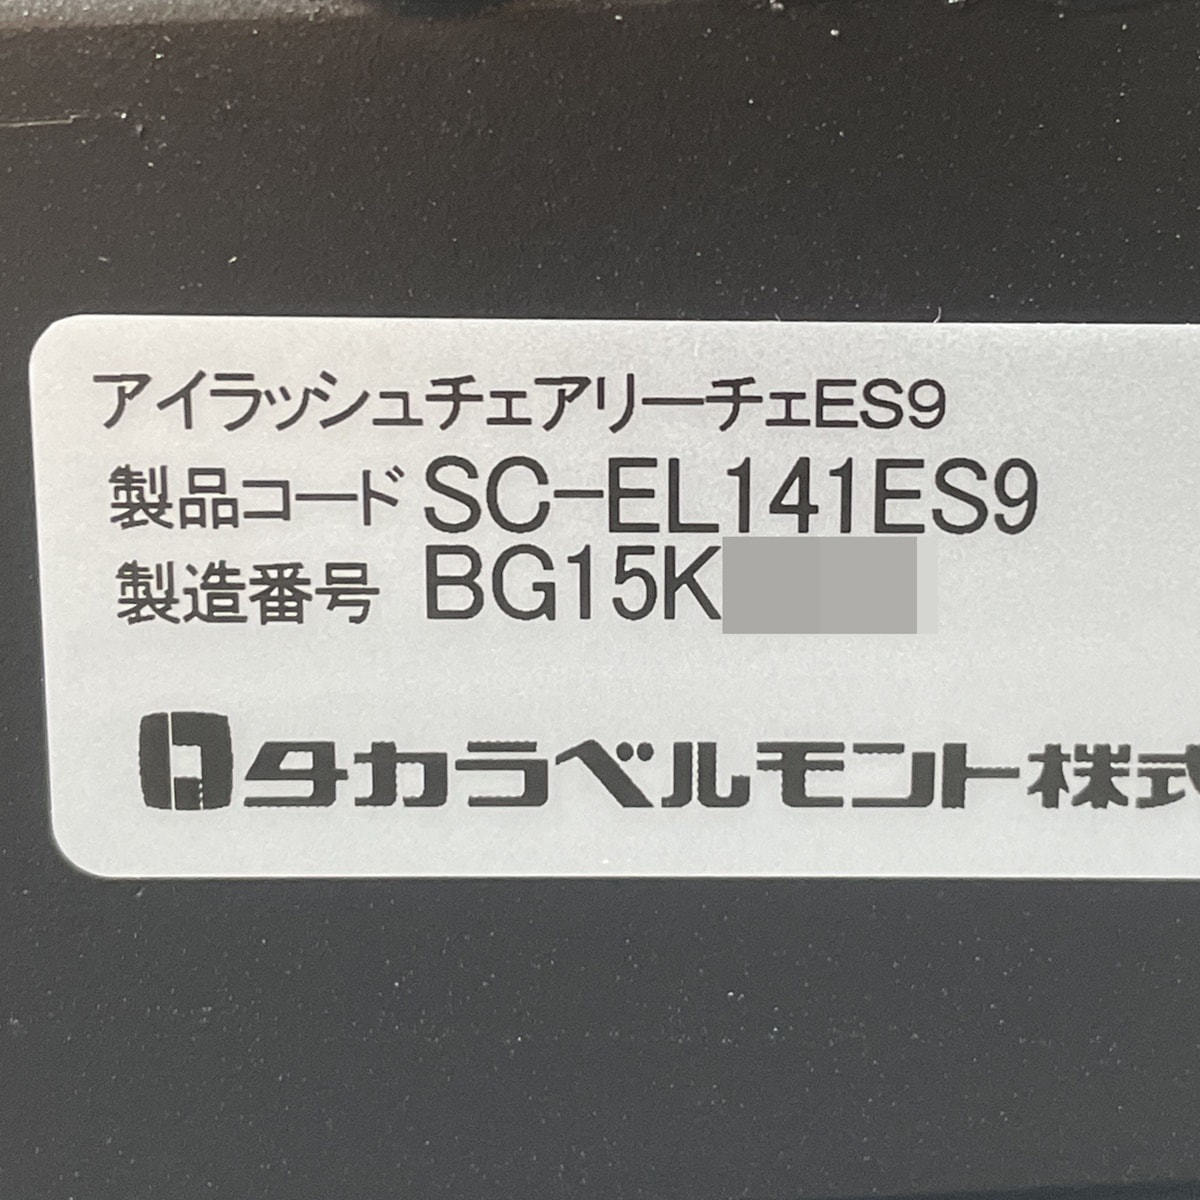 アイラッシュチェアリーチェES9
製品コード SC-EL141ES9
製造番号 BG15K
タカラベルモント株式